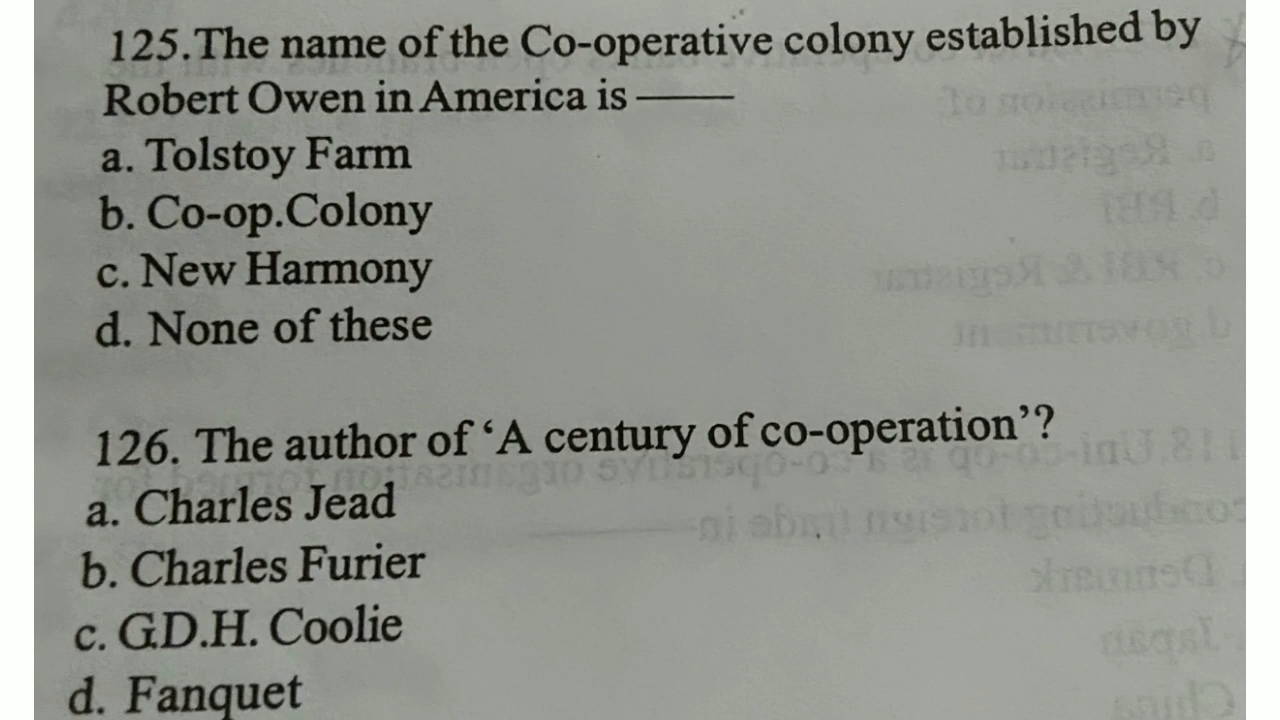 125.The name of the Co-operative colony established by
Robert Owen in America is ——
a. Tolstoy Farm
b. Co-op.Colony
c. New Harmony
d. None of these
126. The author of ‘A century of co-operation’?
a. Charles Jead
b. Charles Furier
c. G.D.H. Coolie
d. Fanquet